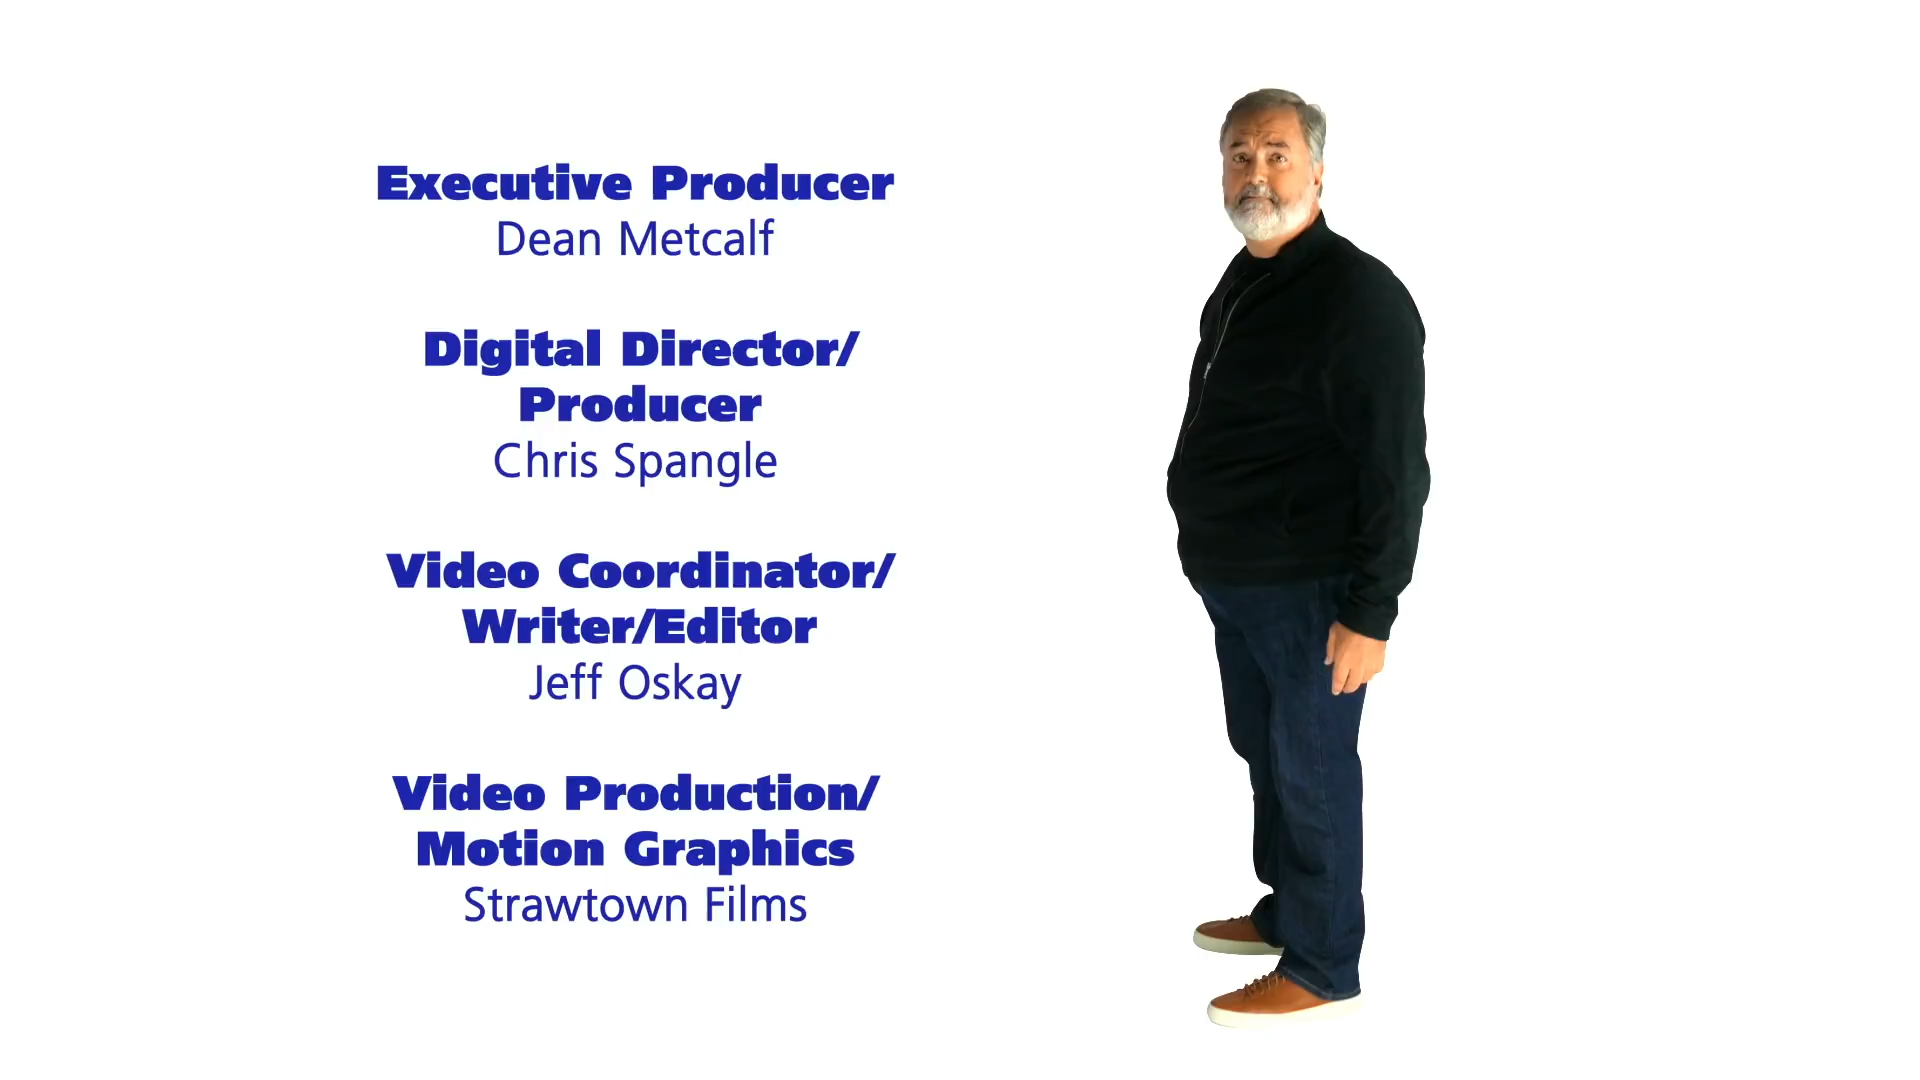 Executive Producer
Dean Metcalf
Digital Director/
Producer
Chris Spangle
Video Coordinator/
Writer/Editor
Jeff Oskay
Video Production/
Motion Graphics
Strawtown Films